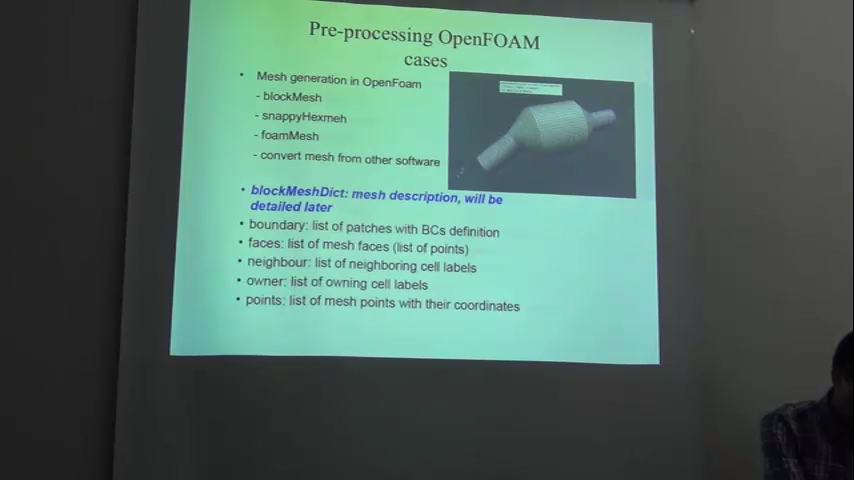 Pre-processing OpenFOAM
cases
• Mesh generation in OpenFoam
- blockMesh
- snappyHexmeh
- foamMesh
- convert mesh from other software
• blockMeshDict: mesh description, will be
detailed later
• boundary: list of patches with BCs definition
• faces: list of mesh faces (list of points)
• neighbour: list of neighboring cell labels
• owner: list of owning cell labels
• points: list of mesh points with their coordinates